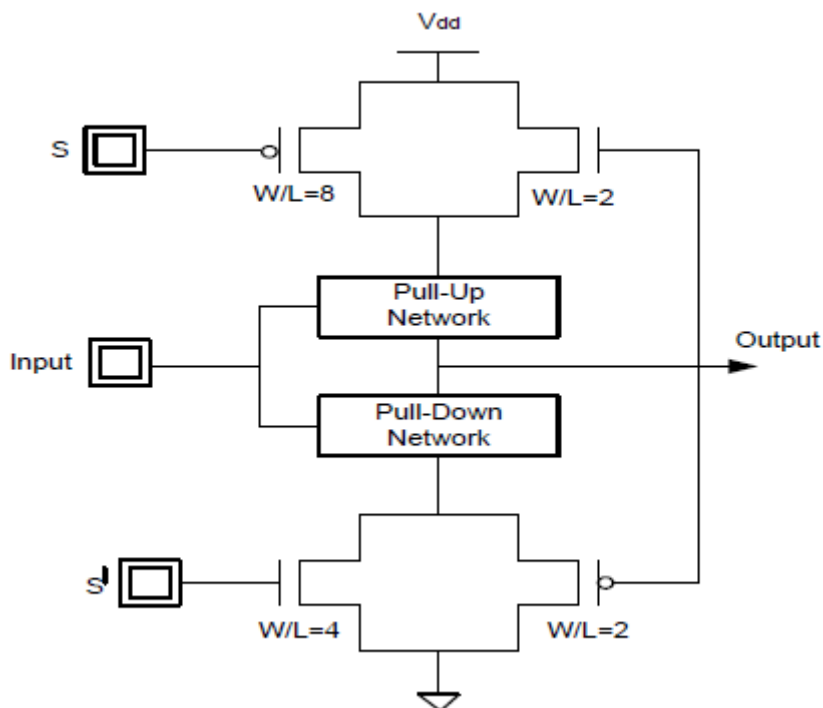 Vdd
S
W/L=8
W/L=2
Pull-Up
Network
Input
Output
Pull-Down
Network
S'
W/L=4
W/L=2